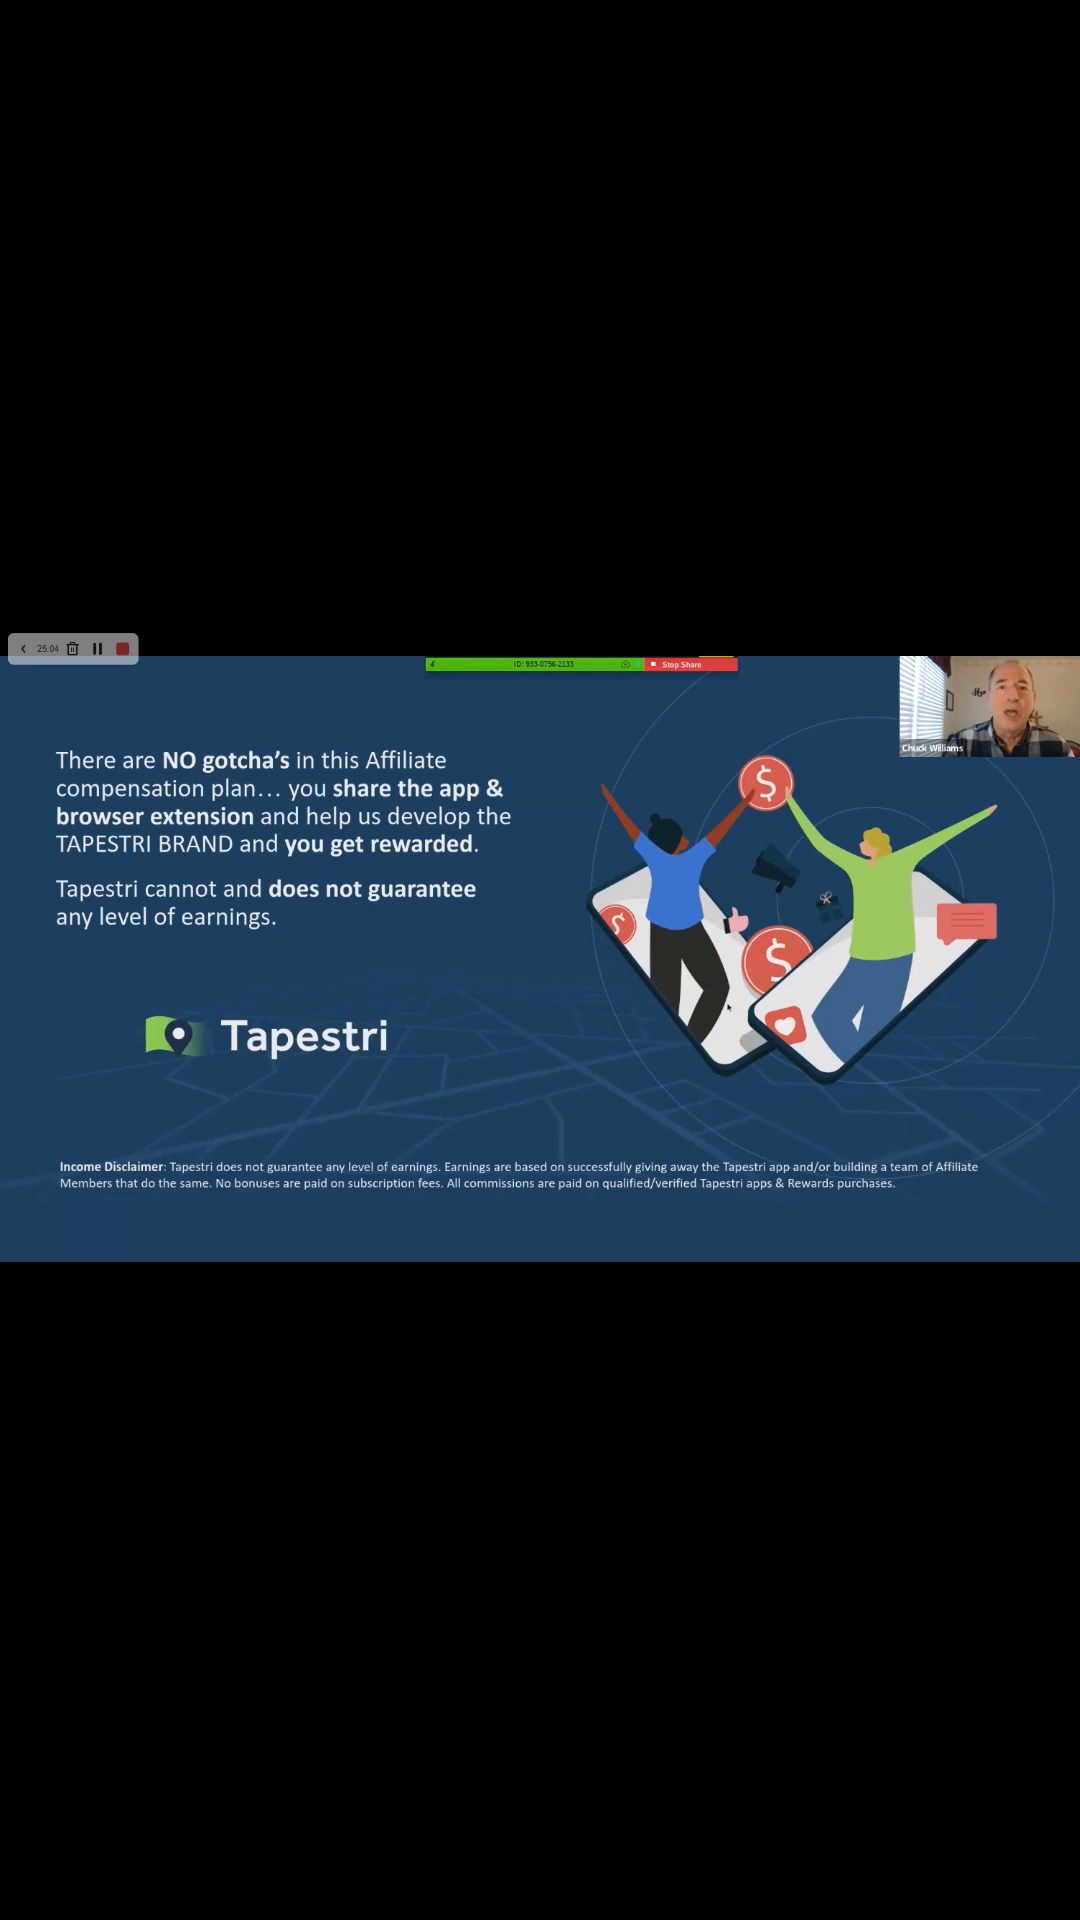 25:04
ID: 933-0756-2133
Stop Share
Chuck Williams
There are NO gotcha's in this Affiliate
compensation plan... you share the app &
browser extension and help us develop the
TAPESTRI BRAND and you get rewarded.
Tapestri cannot and does not guarantee
any level of earnings.
$
$
$
Tapestri
Income Disclaimer: Tapestri does not guarantee any level of earnings. Earnings are based on successfully giving away the Tapestri app and/or building a team of Affiliate
Members that do the same. No bonuses are paid on subscription fees. All commissions are paid on qualified/verified Tapestri apps & Rewards purchases.